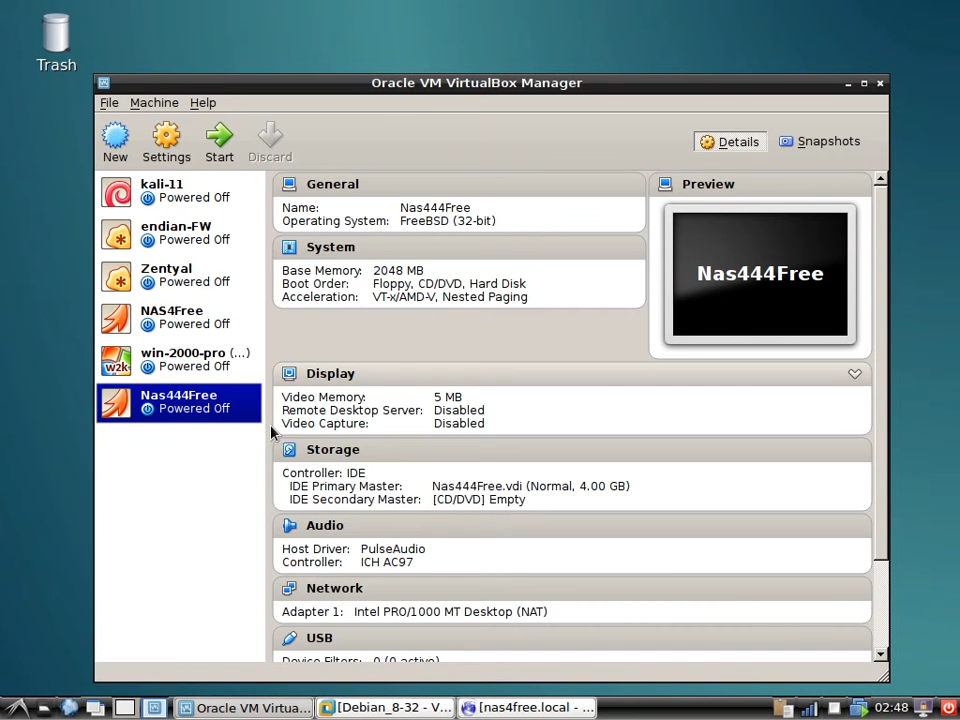 Trash
Oracle VM VirtualBox Manager
File Machine Help
New Settings Start Discard
Details Snapshots
kali-11
Powered Off
endian-FW
Powered Off
Zentyal
Powered Off
NAS4Free
Powered Off
win-2000-pro (...)
Powered Off
w2k
Nas444Free
Powered Off
General
Name: Nas444Free
Operating System: FreeBSD (32-bit)
System
Base Memory: 2048 MB
Boot Order: Floppy, CD/DVD, Hard Disk
Acceleration: VT-x/AMD-V, Nested Paging
Preview
Nas444Free
Display
Video Memory: 5 MB
Remote Desktop Server: Disabled
Video Capture: Disabled
Storage
Controller: IDE
IDE Primary Master: Nas444Free.vdi (Normal, 4.00 GB)
IDE Secondary Master: [CD/DVD] Empty
Audio
Host Driver: PulseAudio
Controller: ICH AC97
Network
Adapter 1: Intel PRO/1000 MT Desktop (NAT)
USB
Device Filters: 0 (0 active)
Oracle VM Virtua... [Debian_8-32 - V... [nas4free.local - ... 02:48